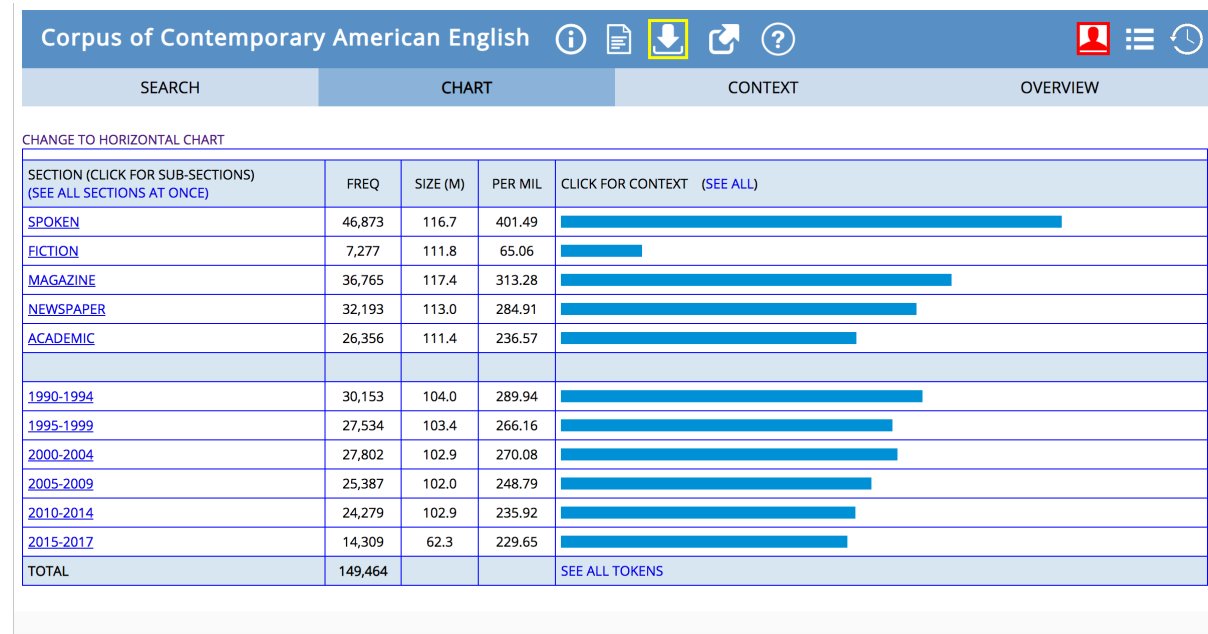 Corpus of Contemporary American English
SEARCH CHART CONTEXT OVERVIEW
CHANGE TO HORIZONTAL CHART
SECTION (CLICK FOR SUB-SECTIONS)
(SEE ALL SECTIONS AT ONCE) FREQ SIZE (M) PER MIL CLICK FOR CONTEXT (SEE ALL)
SPOKEN 46,873 116.7 401.49
FICTION 7,277 111.8 65.06
MAGAZINE 36,765 117.4 313.28
NEWSPAPER 32,193 113.0 284.91
ACADEMIC 26,356 111.4 236.57
1990-1994 30,153 104.0 289.94
1995-1999 27,534 103.4 266.16
2000-2004 27,802 102.9 270.08
2005-2009 25,387 102.0 248.79
2010-2014 24,279 102.9 235.92
2015-2017 14,309 62.3 229.65
TOTAL 149,464 SEE ALL TOKENS